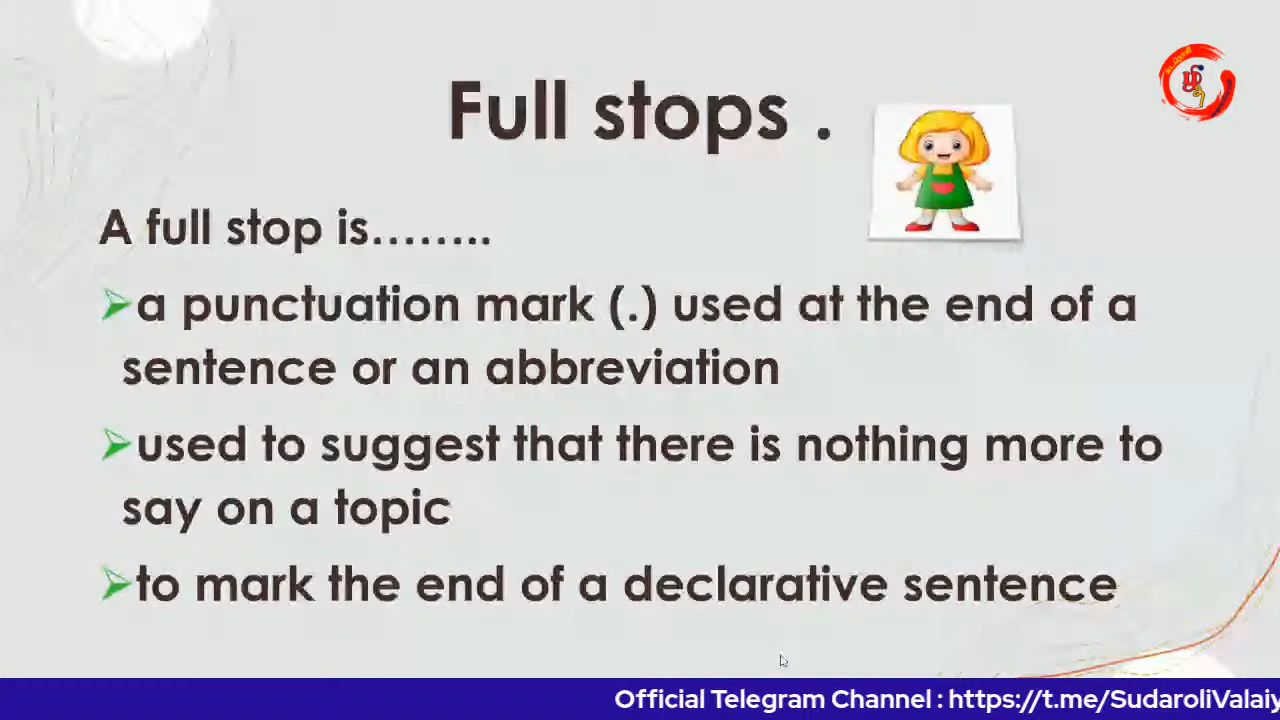 Full stops .
A full stop is……..
➢a punctuation mark (.) used at the end of a
sentence or an abbreviation
➢used to suggest that there is nothing more to
say on a topic
➢to mark the end of a declarative sentence
Official Telegram Channel : https://t.me/SudaroliValaiy